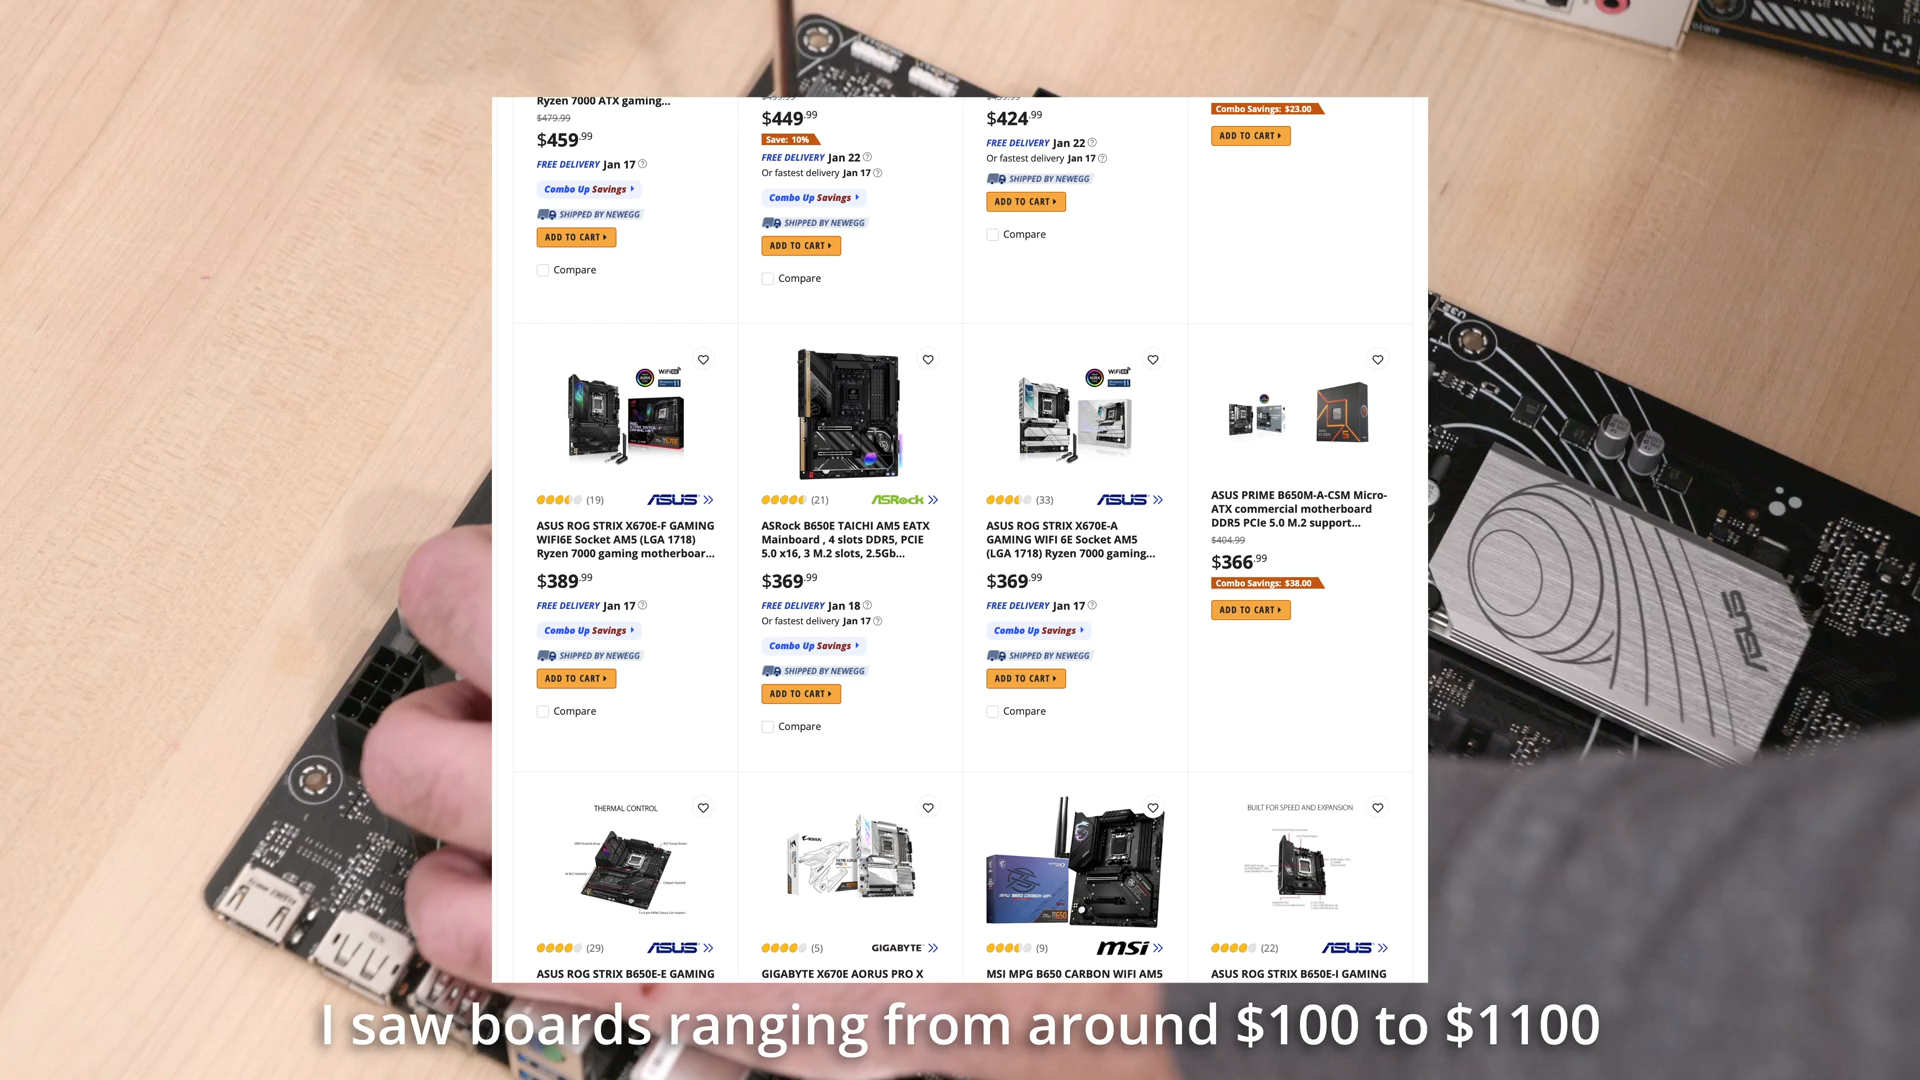 Ryzen 7000 ATX gaming...
$479.99
$459.99
FREE DELIVERY Jan 17
Combo Up Savings
SHIPPED BY NEWEGG
ADD TO CART
Compare
$449.99
Save: 10%
FREE DELIVERY Jan 22
Or fastest delivery Jan 17
Combo Up Savings
SHIPPED BY NEWEGG
ADD TO CART
Compare
$424.99
FREE DELIVERY Jan 22
Or fastest delivery Jan 17
SHIPPED BY NEWEGG
ADD TO CART
Compare
Combo Savings: $23.00
ADD TO CART
(19)
ASUS
ASUS ROG STRIX X670E-F GAMING
WIFI6E Socket AM5 (LGA 1718)
Ryzen 7000 gaming motherboar...
$389.99
FREE DELIVERY Jan 17
Combo Up Savings
SHIPPED BY NEWEGG
ADD TO CART
Compare
(21)
ASRock
ASRock B650E TAICHI AM5 EATX
Mainboard , 4 slots DDR5, PCIE
5.0 x16, 3 M.2 slots, 2.5Gb...
$369.99
FREE DELIVERY Jan 18
Or fastest delivery Jan 17
Combo Up Savings
SHIPPED BY NEWEGG
ADD TO CART
Compare
(33)
ASUS
ASUS ROG STRIX X670E-A
GAMING WIFI 6E Socket AM5
(LGA 1718) Ryzen 7000 gaming...
$369.99
FREE DELIVERY Jan 17
Combo Up Savings
SHIPPED BY NEWEGG
ADD TO CART
Compare
ASUS PRIME B650M-A-CSM Micro-
ATX commercial motherboard
DDR5 PCIe 5.0 M.2 support...
$404.99
$366.99
Combo Savings: $38.00
ADD TO CART
THERMAL CONTROL
(29)
ASUS
ASUS ROG STRIX B650E-E GAMING
(5)
GIGABYTE
GIGABYTE X670E AORUS PRO X
(9)
msi
MSI MPG B650 CARBON WIFI AM5
BUILT FOR SPEED AND EXPANSION
(22)
ASUS
ASUS ROG STRIX B650E-I GAMING
ASUS
I saw boards ranging from around $100 to $1100